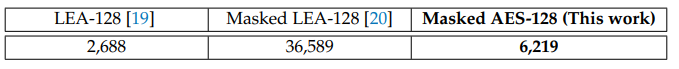 LEA-128 [19] Masked LEA-128 [20] Masked AES-128 (This work)
2,688 36,589 6,219